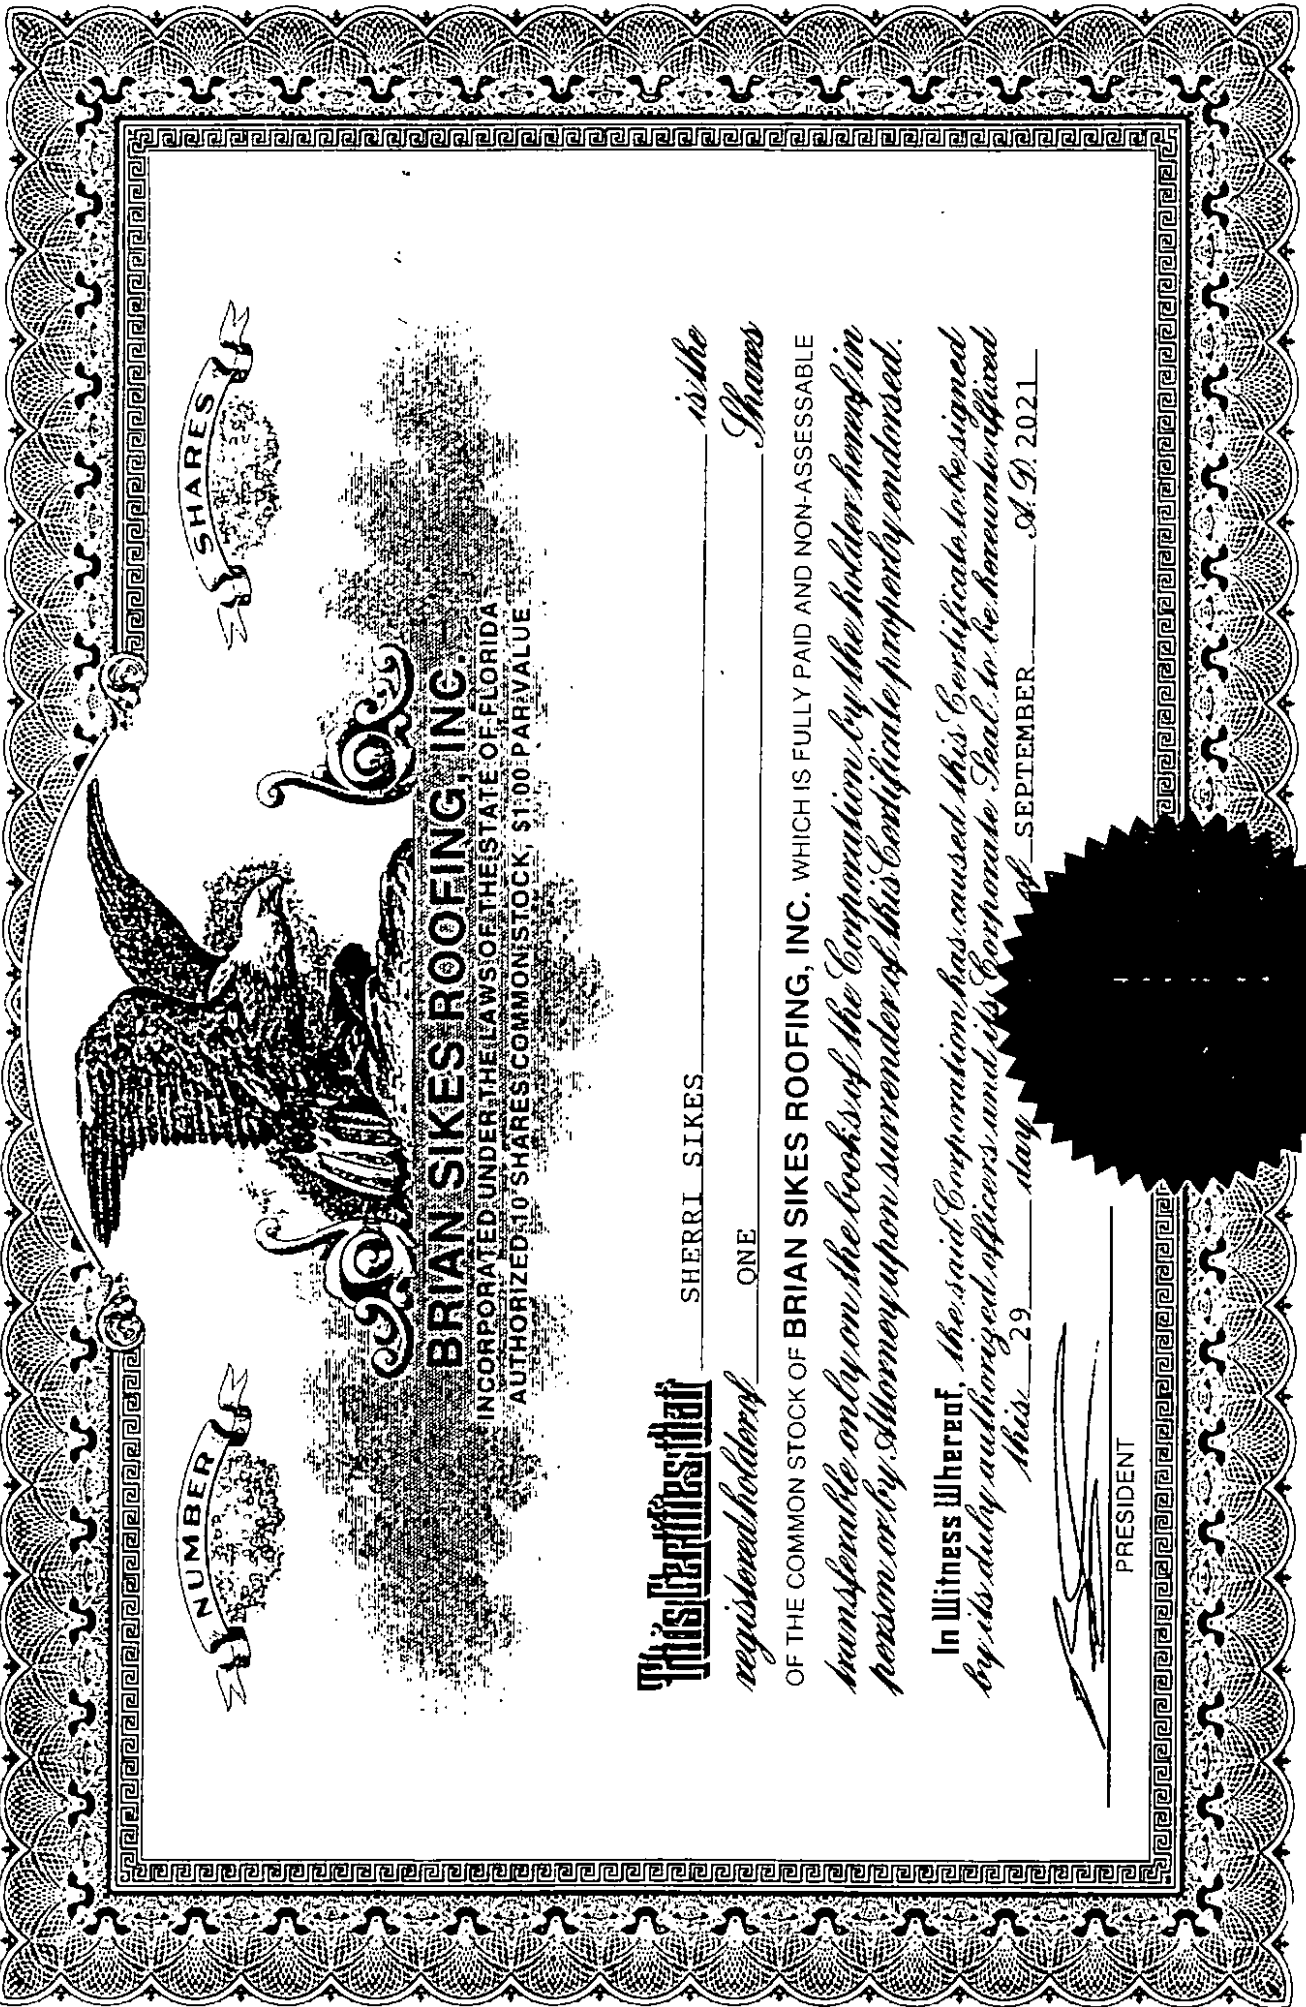 NUMBER
SHARES
BRIAN SIKES ROOFING, INC.
INCORPORATED UNDER THE LAWS OF THE STATE OF FLORIDA
AUTHORIZED 10 SHARES COMMON STOCK, $1.00 PAR VALUE
This Certifies that SHERRI SIKES is the
registered holder of ONE Shares
OF THE COMMON STOCK OF BRIAN SIKES ROOFING, INC. WHICH IS FULLY PAID AND NON-ASSESSABLE
transferable only on the books of the Corporation by the holder hereof in
person or by Attorney upon surrender of this Certificate properly endorsed.
In Witness Whereof, the said Corporation has caused this Certificate to be signed
by its duly authorized officers and its Corporate Seal to be hereunto affixed
this 29 day of SEPTEMBER A.D. 2021
PRESIDENT